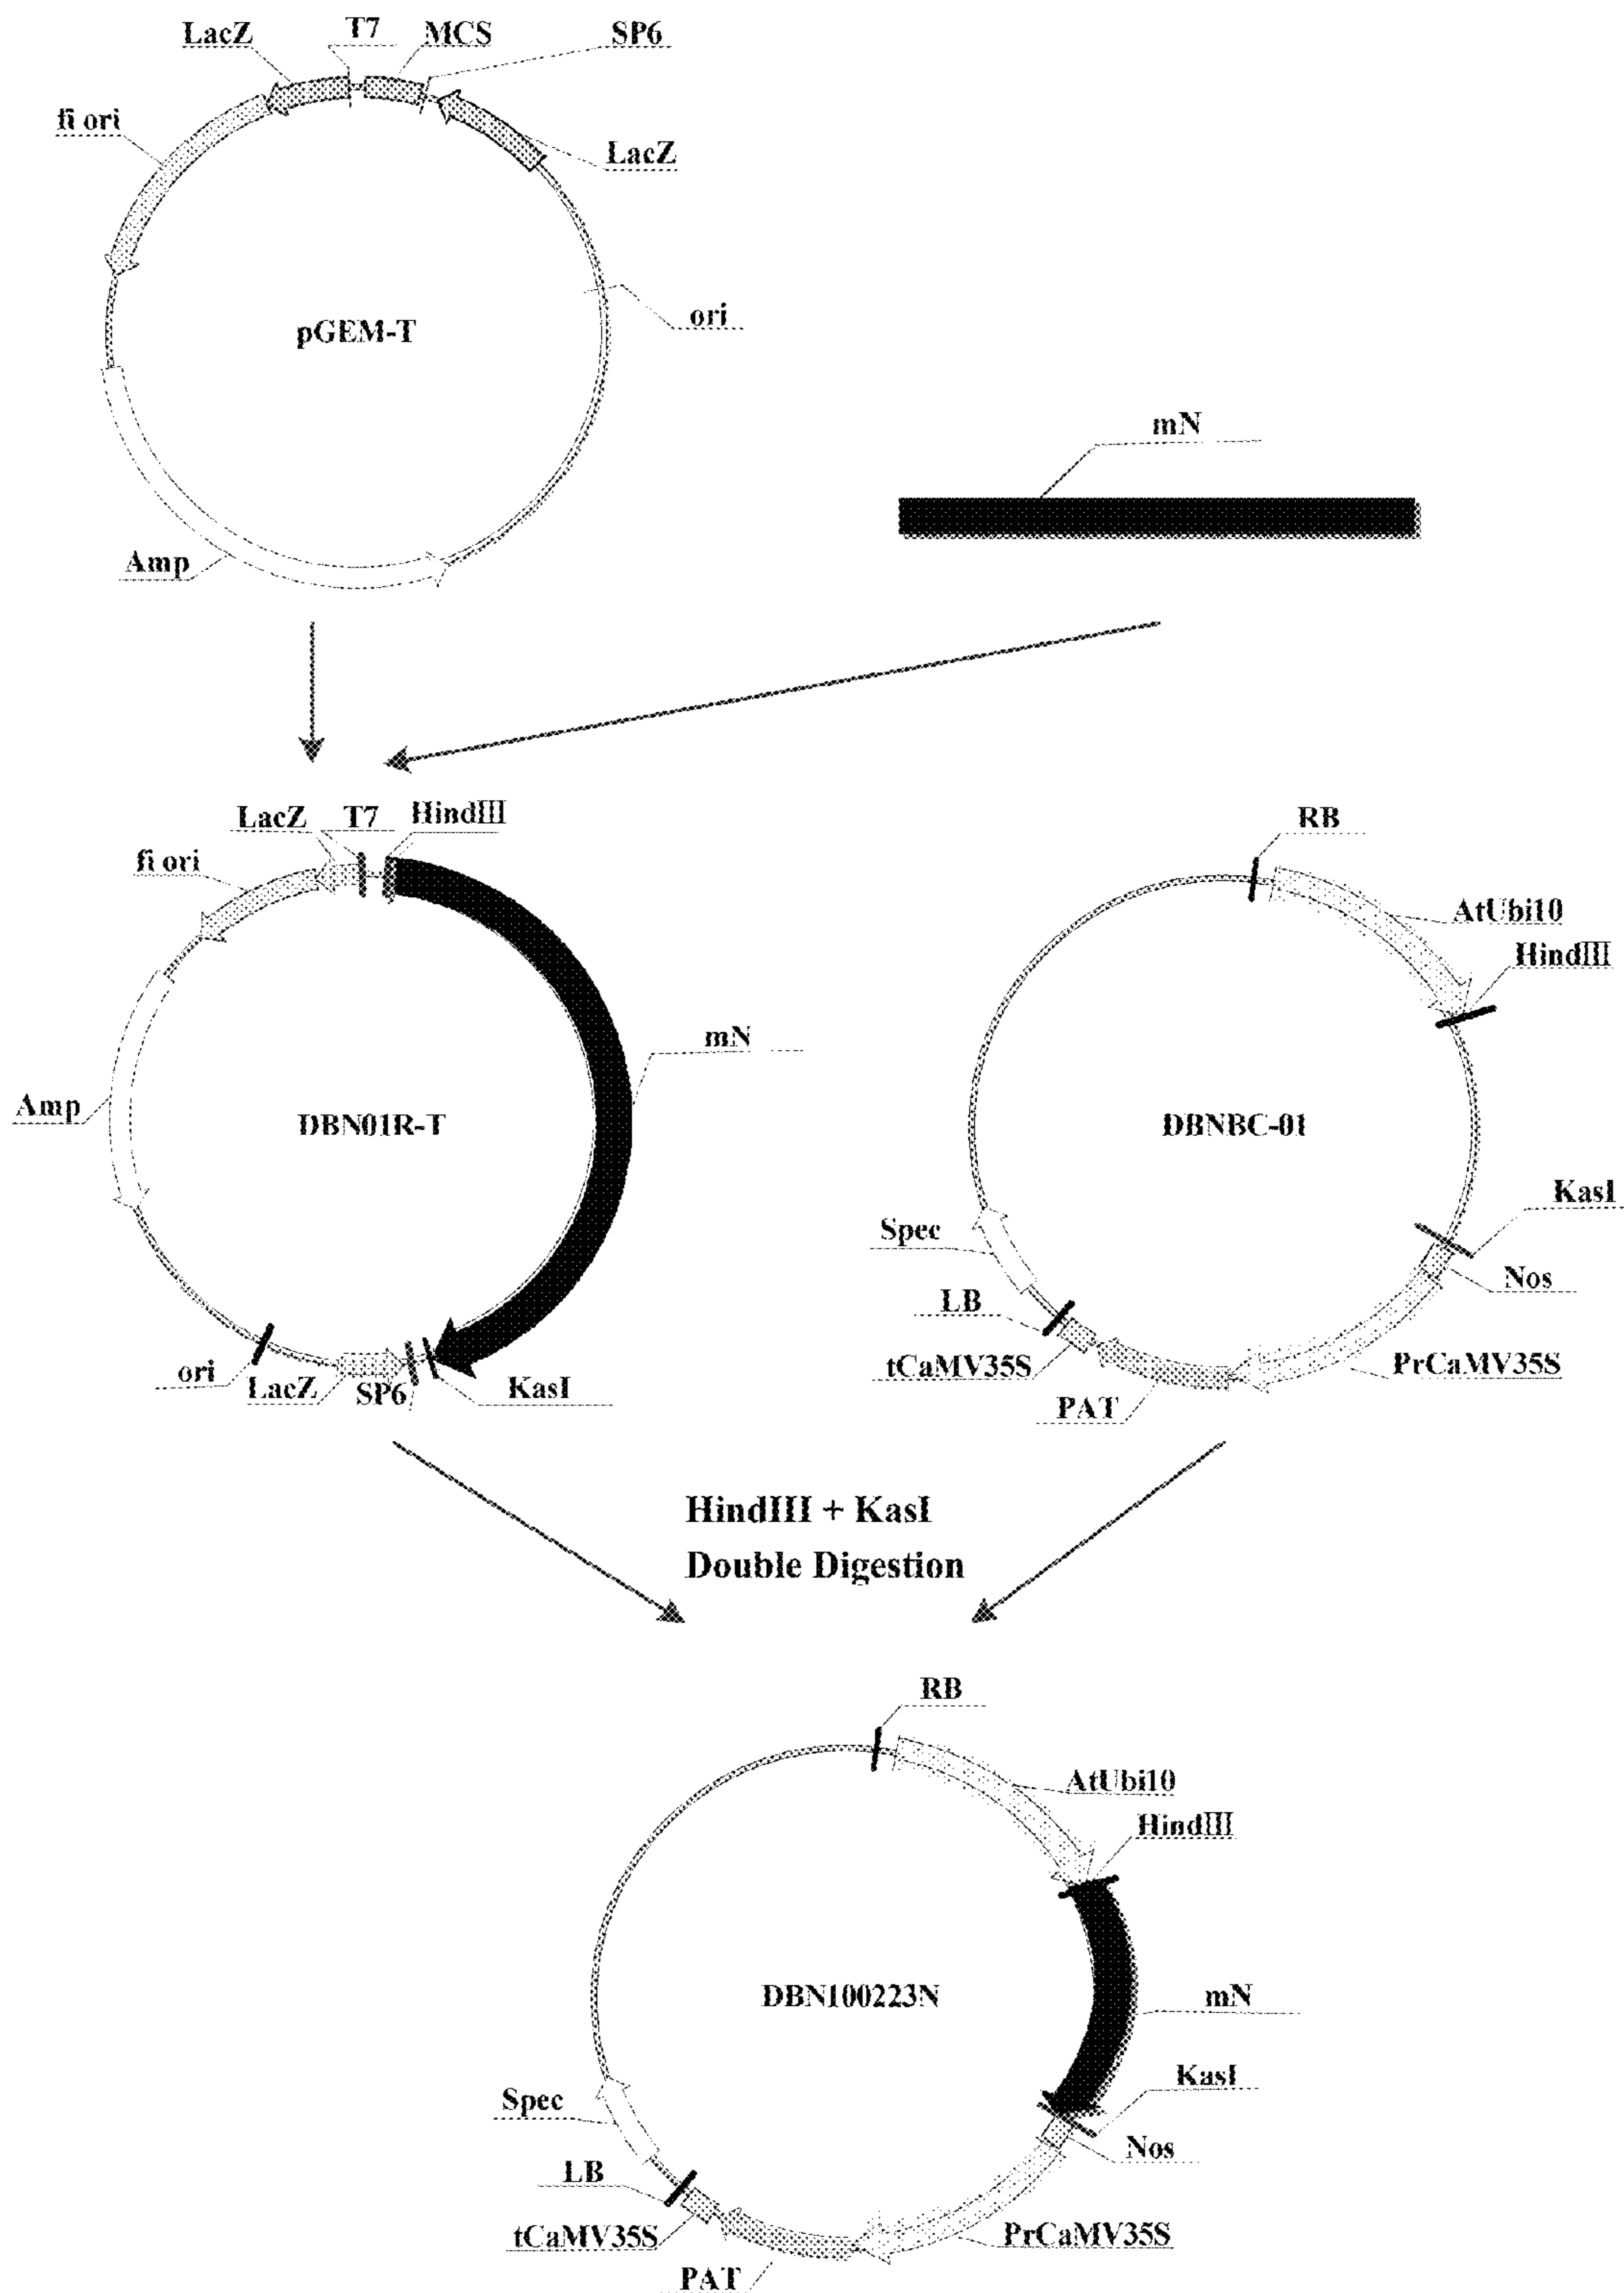 LacZ
T7
MCS
SP6
fi ori
LacZ
pGEM-T
ori
mN
Amp
LacZ
T7
HindIII
fi ori
mN
Amp
DBN01R-T
ori
LacZ
SP6
KasI
RB
AtUbi10
HindIII
DBNBC-01
KasI
Spec
Nos
LB
tCaMV35S
PrCaMV35S
PAT
HindIII + KasI
Double Digestion
RB
AtUbi10
HindIII
DBN100223N
mN
KasI
Spec
Nos
LB
tCaMV35S
PrCaMV35S
PAT